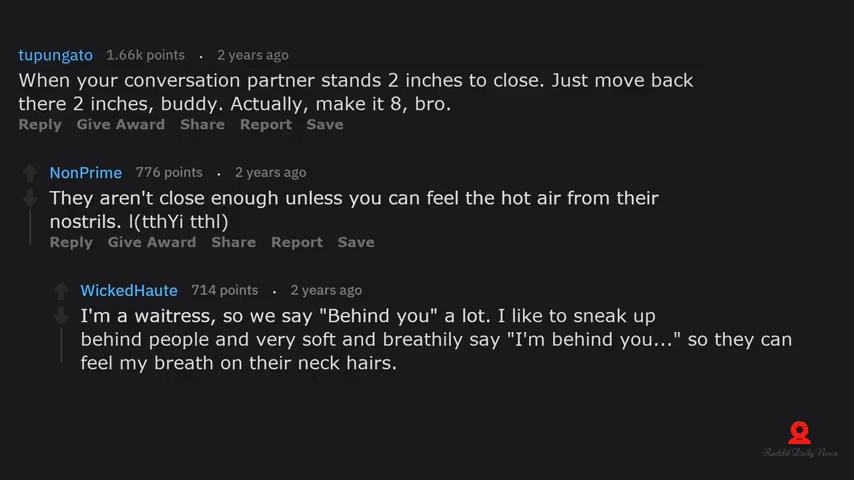 tupungato 1.66k points . 2 years ago
When your conversation partner stands 2 inches to close. Just move back
there 2 inches, buddy. Actually, make it 8, bro.
Reply Give Award Share Report Save
NonPrime 776 points . 2 years ago
They aren't close enough unless you can feel the hot air from their
nostrils. l(tthYi tthl)
Reply Give Award Share Report Save
WickedHaute 714 points . 2 years ago
I'm a waitress, so we say "Behind you" a lot. I like to sneak up
behind people and very soft and breathily say "I'm behind you..." so they can
feel my breath on their neck hairs.
Reddit Daily News